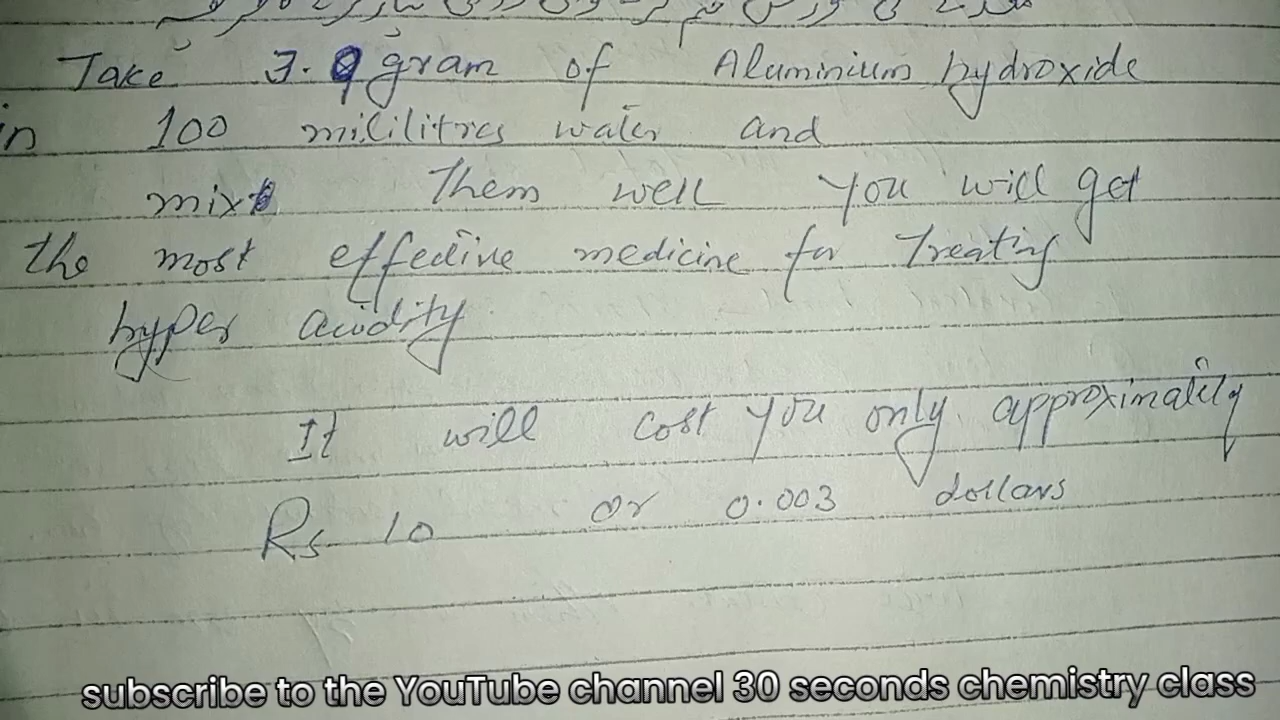 Take 3.9 gram of Aluminium hydroxide
in 100 mililitres water and
mix Them well you will get
the most effective medicine for Treating
hyper acidity
It will cost you only approximately
Rs 10 or 0.003 dollars
subscribe to the YouTube channel 30 seconds chemistry class